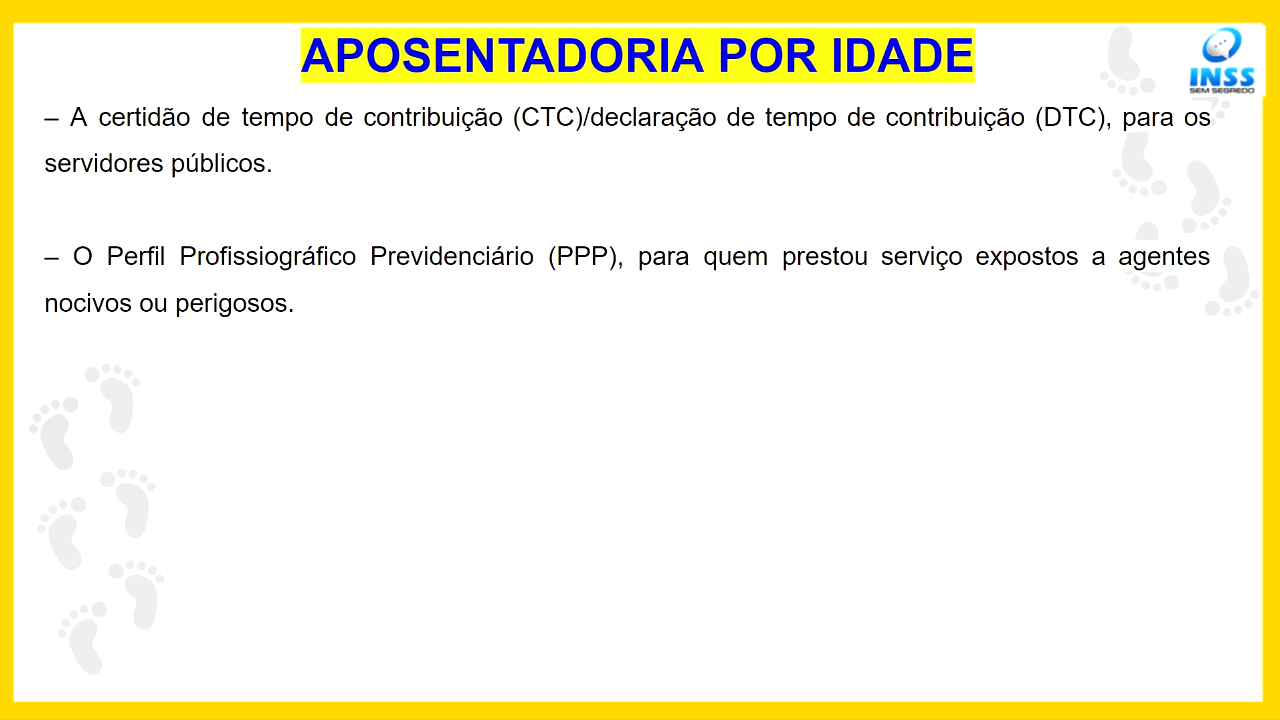 APOSENTADORIA POR IDADE
INSS
SEM SEGREDO
– A certidão de tempo de contribuição (CTC)/declaração de tempo de contribuição (DTC), para os
servidores públicos.
– O Perfil Profissiográfico Previdenciário (PPP), para quem prestou serviço expostos a agentes
nocivos ou perigosos.